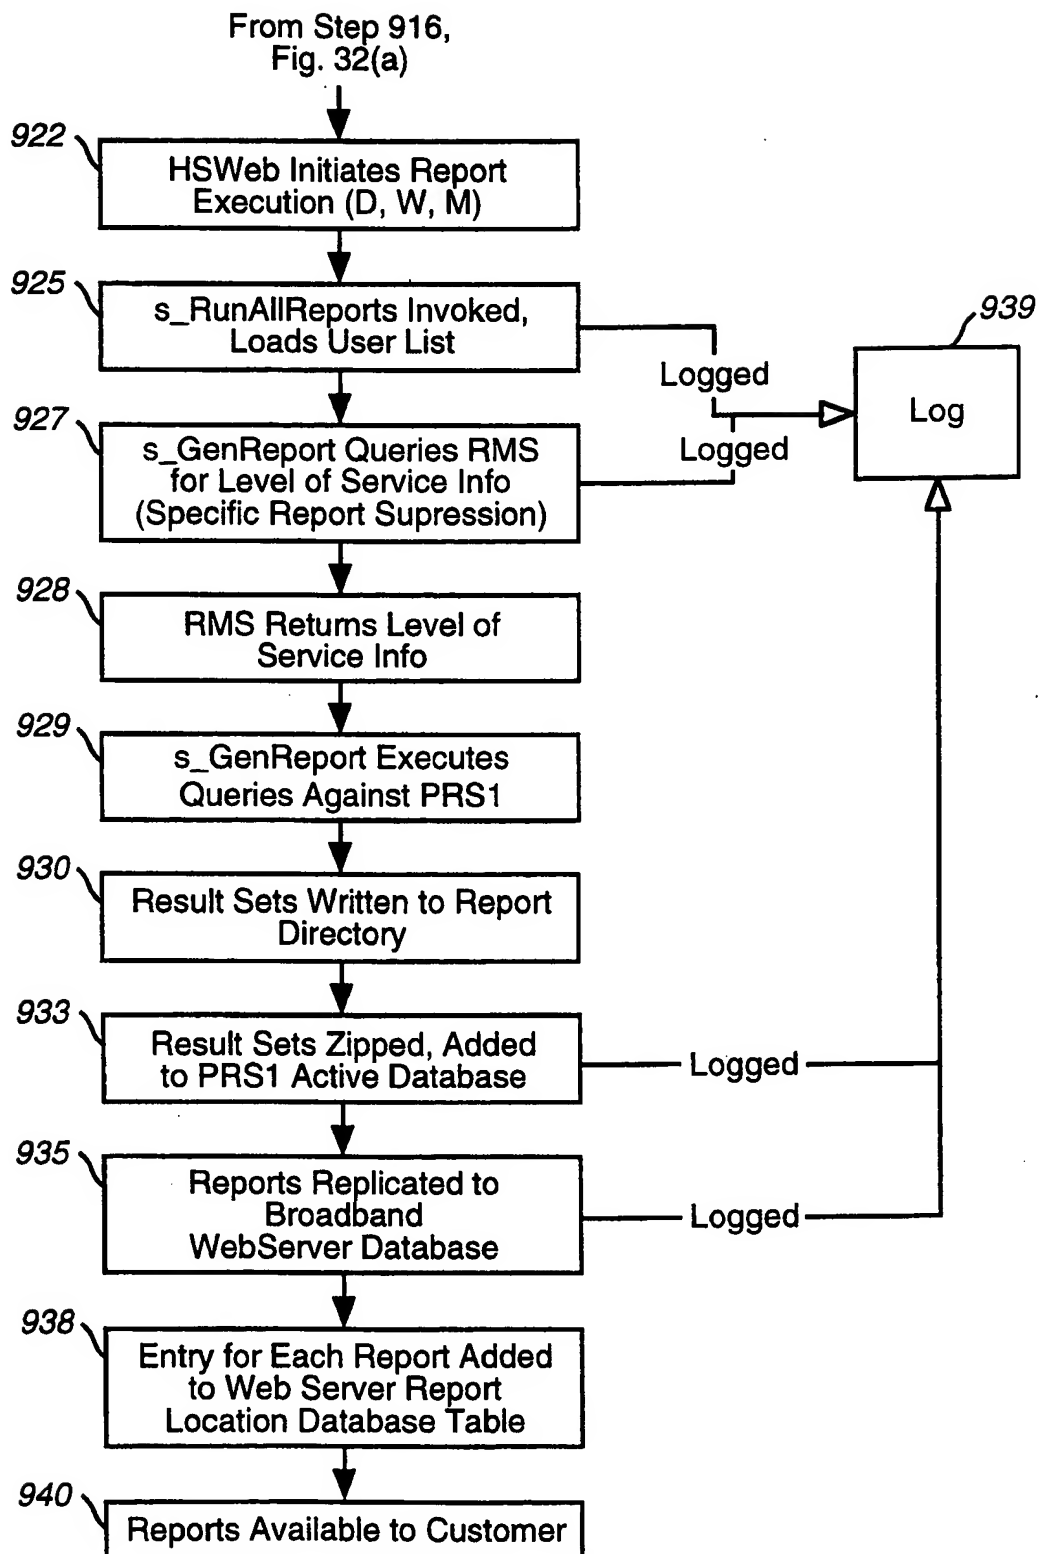 From Step 916,
Fig. 32(a)
922
HSWeb Initiates Report
Execution (D, W, M)
925
s_RunAllReports Invoked,
Loads User List
Logged
939
Log
927
s_GenReport Queries RMS
for Level of Service Info
(Specific Report Supression)
Logged
928
RMS Returns Level of
Service Info
929
s_GenReport Executes
Queries Against PRS1
930
Result Sets Written to Report
Directory
933
Result Sets Zipped, Added
to PRS1 Active Database
Logged
935
Reports Replicated to
Broadband
WebServer Database
Logged
938
Entry for Each Report Added
to Web Server Report
Location Database Table
940
Reports Available to Customer